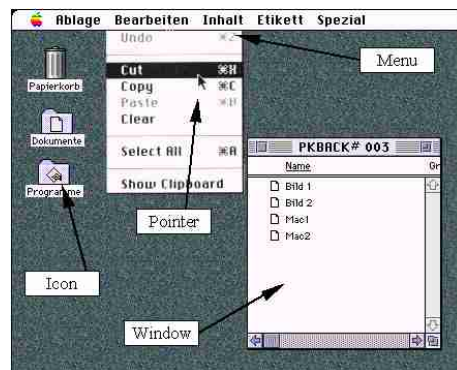 Ablage Bearbeiten Inhalt Etikett Spezial
Undo ⌘Z
Menu
Cut ⌘X
Copy ⌘C
Paste
Clear
Select All ⌘A
Show Clipboard
Papierkorb
Dokumente
Programme
Pointer
Icon
Window
PKBACK# 003
Name Gr
Bild 1
Bild 2
Mac1
Mac2